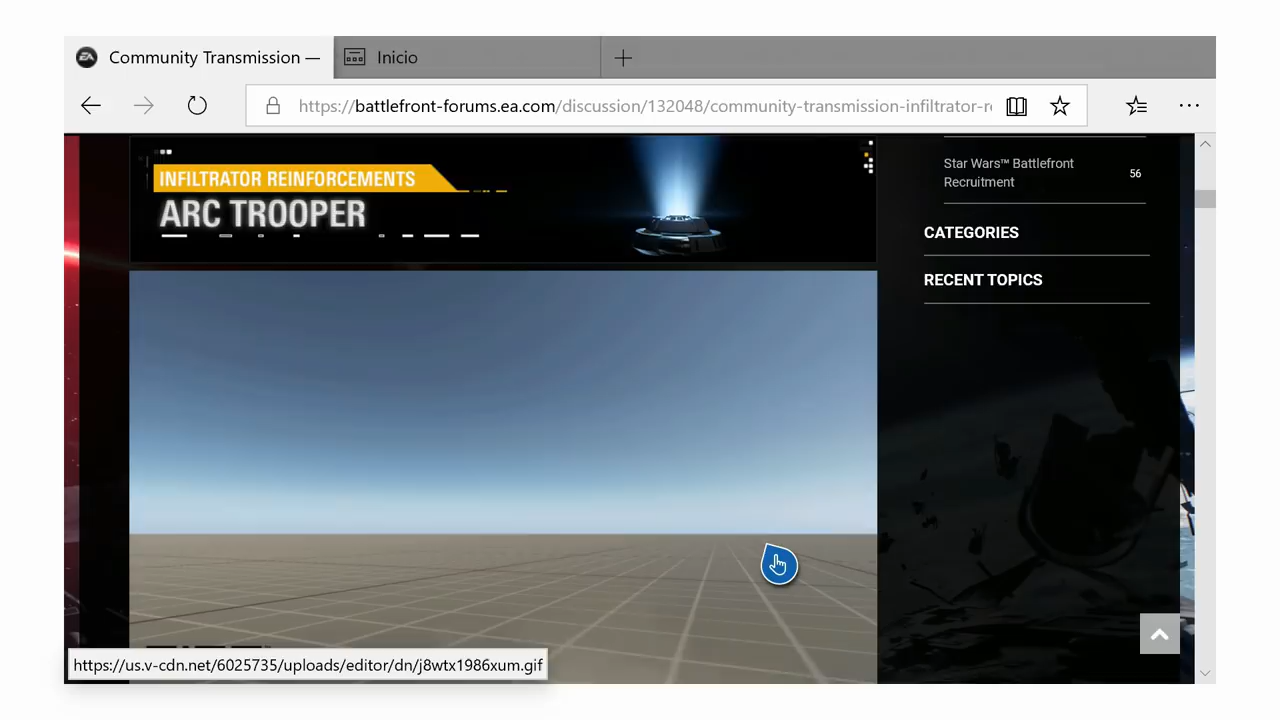 Community Transmission —
Inicio
https://battlefront-forums.ea.com/discussion/132048/community-transmission-infiltrator-r
INFILTRATOR REINFORCEMENTS
ARC TROOPER
Star Wars™ Battlefront
Recruitment
56
CATEGORIES
RECENT TOPICS
https://us.v-cdn.net/6025735/uploads/editor/dn/j8wtx1986xum.gif